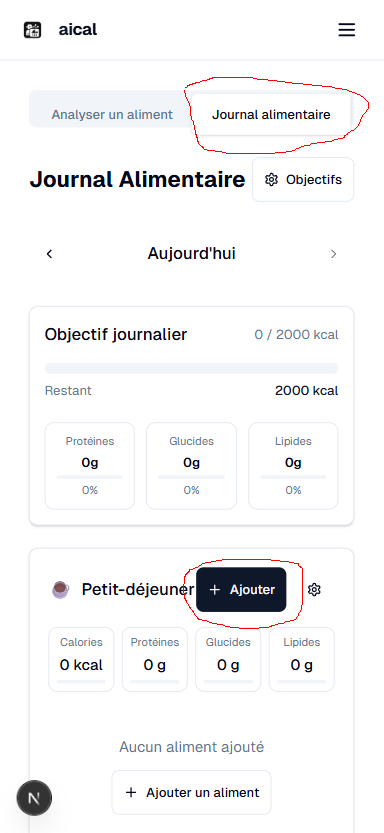 aical
Analyser un aliment Journal alimentaire
Journal Alimentaire Objectifs
Aujourd'hui
Objectif journalier 0 / 2000 kcal
Restant 2000 kcal
Protéines Glucides Lipides
0g 0g 0g
0% 0% 0%
Petit-déjeuner + Ajouter
Calories Protéines Glucides Lipides
0 kcal 0 g 0 g 0 g
Aucun aliment ajouté
+ Ajouter un aliment
N